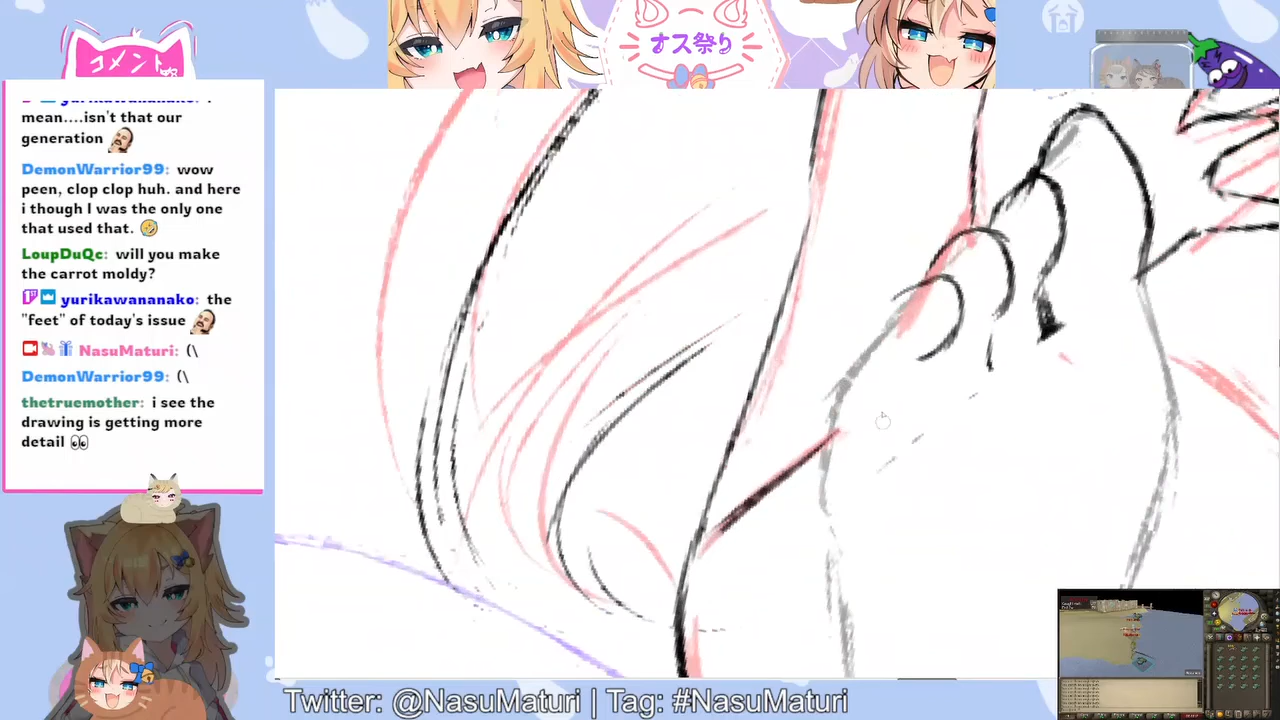 コメント
オス祭り
yurikawananako: I
mean....isn't that our
generation
DemonWarrior99: wow
peen, clop clop huh. and here
i though I was the only one
that used that. 🤣
LoupDuQc: will you make
the carrot moldy?
yurikawananako: the
"feet" of today's issue
NasuMaturi: (\
DemonWarrior99: (\
thetruemother: i see the
drawing is getting more
detail 👀
Twitter: @NasuMaturi | Tag: #NasuMaturi